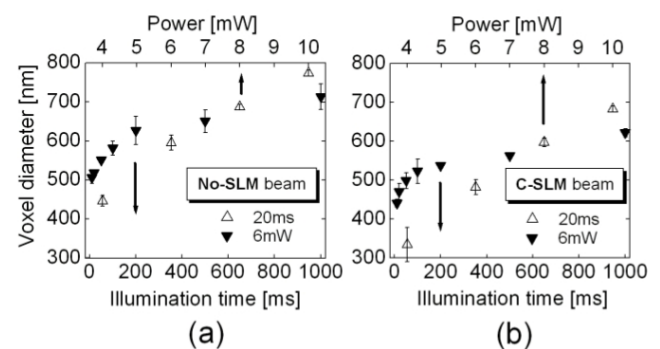 Power [mW]
4 5 6 7 8 10
800
700
600
500
400
300
Voxel diameter [nm]
No-SLM beam
20ms
6mW
0 200 400 600 800 1000
Illumination time [ms]
(a)
Power [mW]
4 5 6 7 8 10
800
700
600
500
400
300
C-SLM beam
20ms
6mW
0 200 400 600 800 1000
Illumination time [ms]
(b)